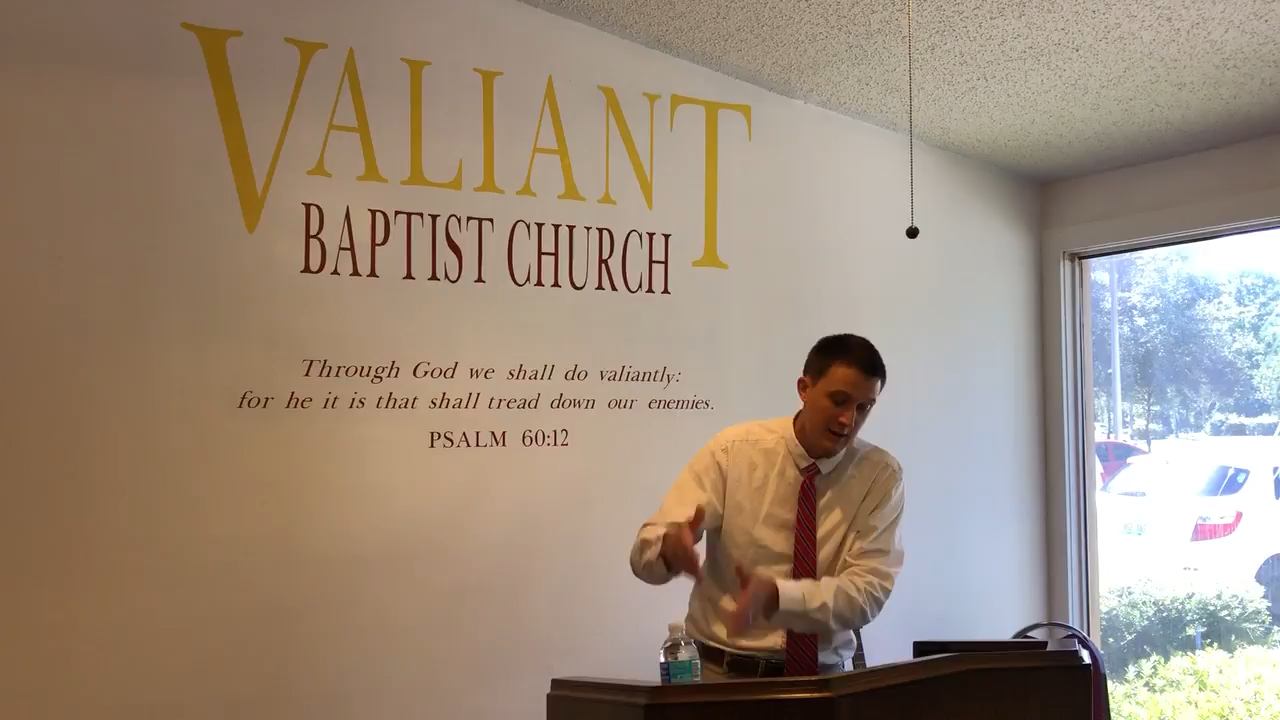 VALIANT
BAPTIST CHURCH
Through God we shall do valiantly:
for he it is that shall tread down our enemies.
PSALM 60:12